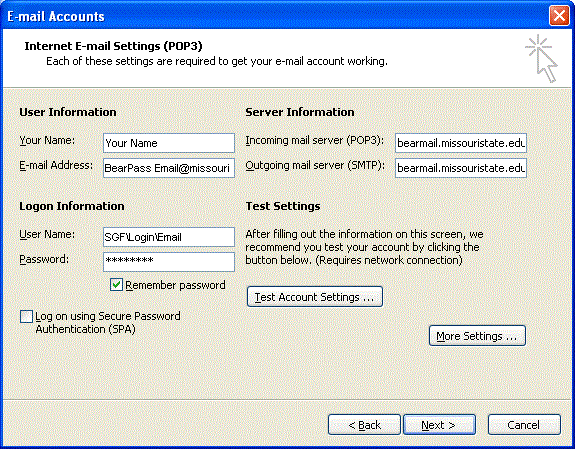 E-mail Accounts
Internet E-mail Settings (POP3)
Each of these settings are required to get your e-mail account working.
User Information
Your Name: Your Name
E-mail Address: BearPass Email@missouri
Server Information
Incoming mail server (POP3): bearmail.missouristate.edu
Outgoing mail server (SMTP): bearmail.missouristate.edu
Logon Information
User Name: SGF\Login\Email
Password: ********
Remember password
Log on using Secure Password
Authentication (SPA)
Test Settings
After filling out the information on this screen, we
recommend you test your account by clicking the
button below. (Requires network connection)
Test Account Settings ...
More Settings ...
< Back
Next >
Cancel